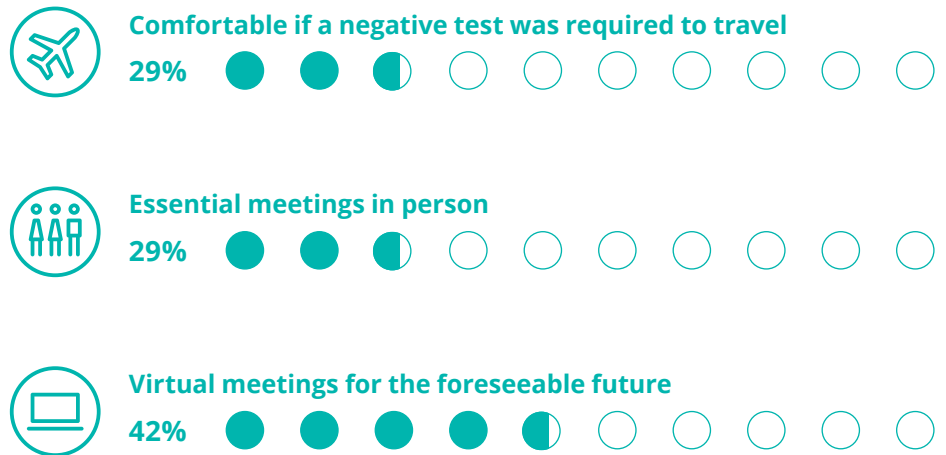 Comfortable if a negative test was required to travel
29%
Essential meetings in person
29%
Virtual meetings for the foreseeable future
42%